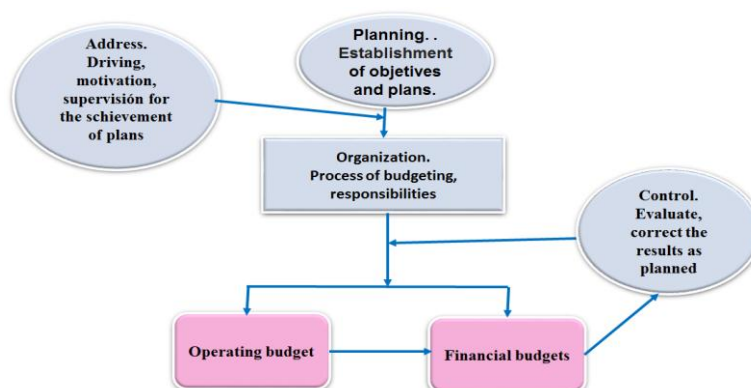 Address.
Driving,
motivation,
supervisión for
the schievement
of plans
Planning. .
Establishment
of objetives
and plans.
Organization.
Process of budgeting,
responsibilities
Control.
Evaluate,
correct the
results as
planned
Operating budget
Financial budgets